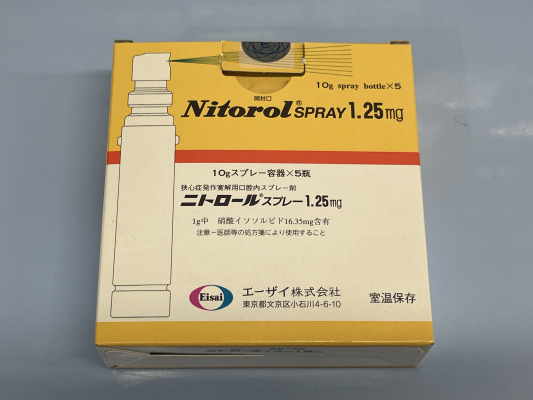 10g spray bottle×5
開封口
Nitorol® SPRAY 1.25mg
10gスプレー容器×5瓶
狭心症発作寛解用口腔内スプレー剤
ニトロール®スプレー1.25mg
1g中 硝酸イソソルビド16.35mg含有
注意−医師等の処方箋により使用すること
Eisai
エーザイ株式会社
東京都文京区小石川4-6-10
室温保存